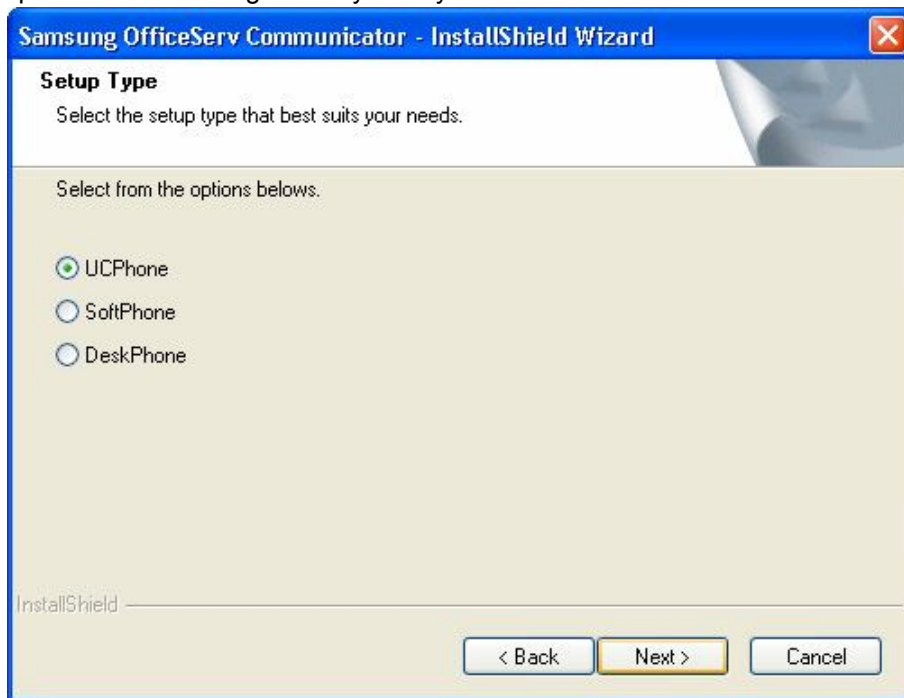 Samsung OfficeServ Communicator - InstallShield Wizard
Setup Type
Select the setup type that best suits your needs.
Select from the options belows.
UCPhone
SoftPhone
DeskPhone
InstallShield
< Back Next > Cancel